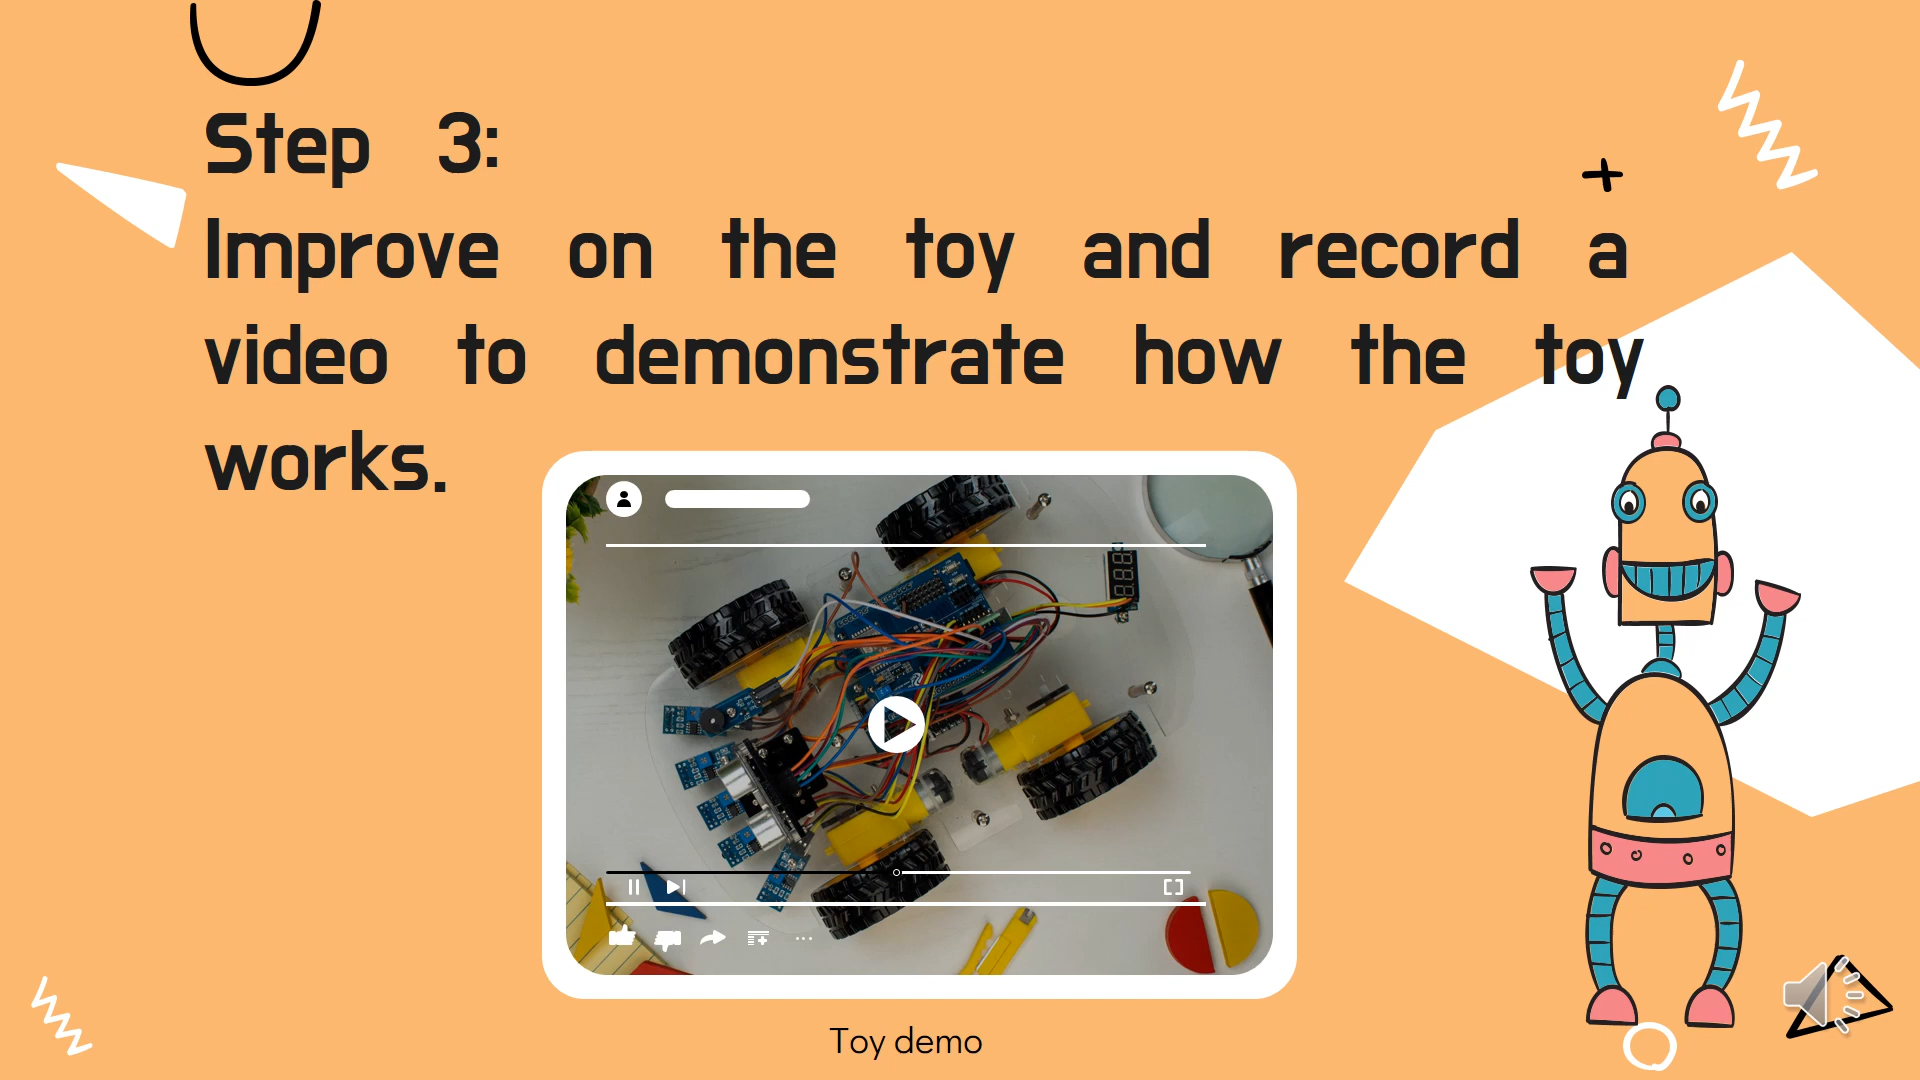 Step 3:
Improve on the toy and record a
video to demonstrate how the toy
works.
Toy demo